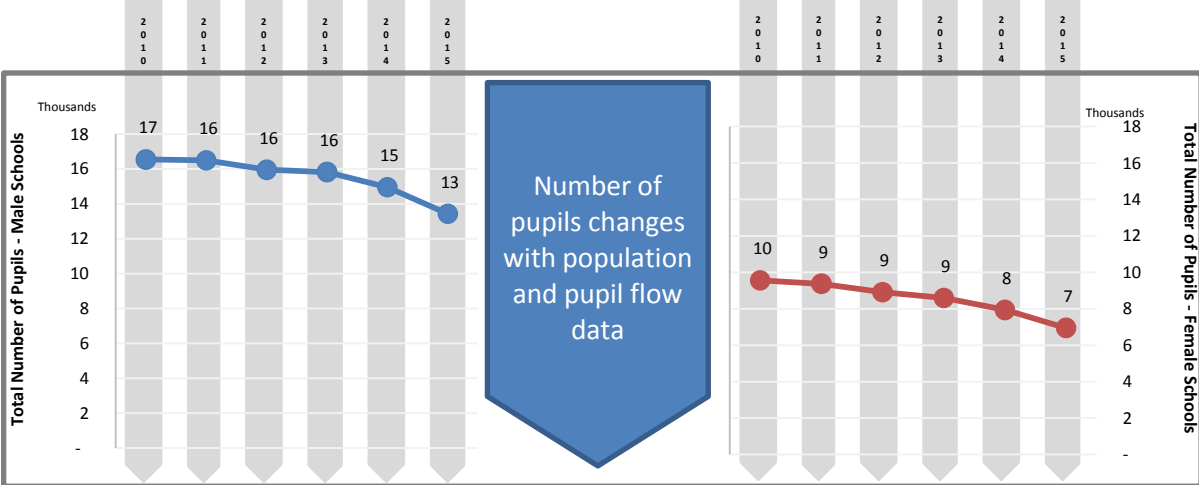 2010 2011 2012 2013 2014 2015
2010 2011 2012 2013 2014 2015
Total Number of Pupils - Male Schools
Thousands
18
16
14
12
10
8
6
4
2
-
17 16 16 16 15 13
Number of
pupils changes
with population
and pupil flow
data
10 9 9 9 8 7
Thousands
18
16
14
12
10
8
6
4
2
-
Total Number of Pupils - Female Schools